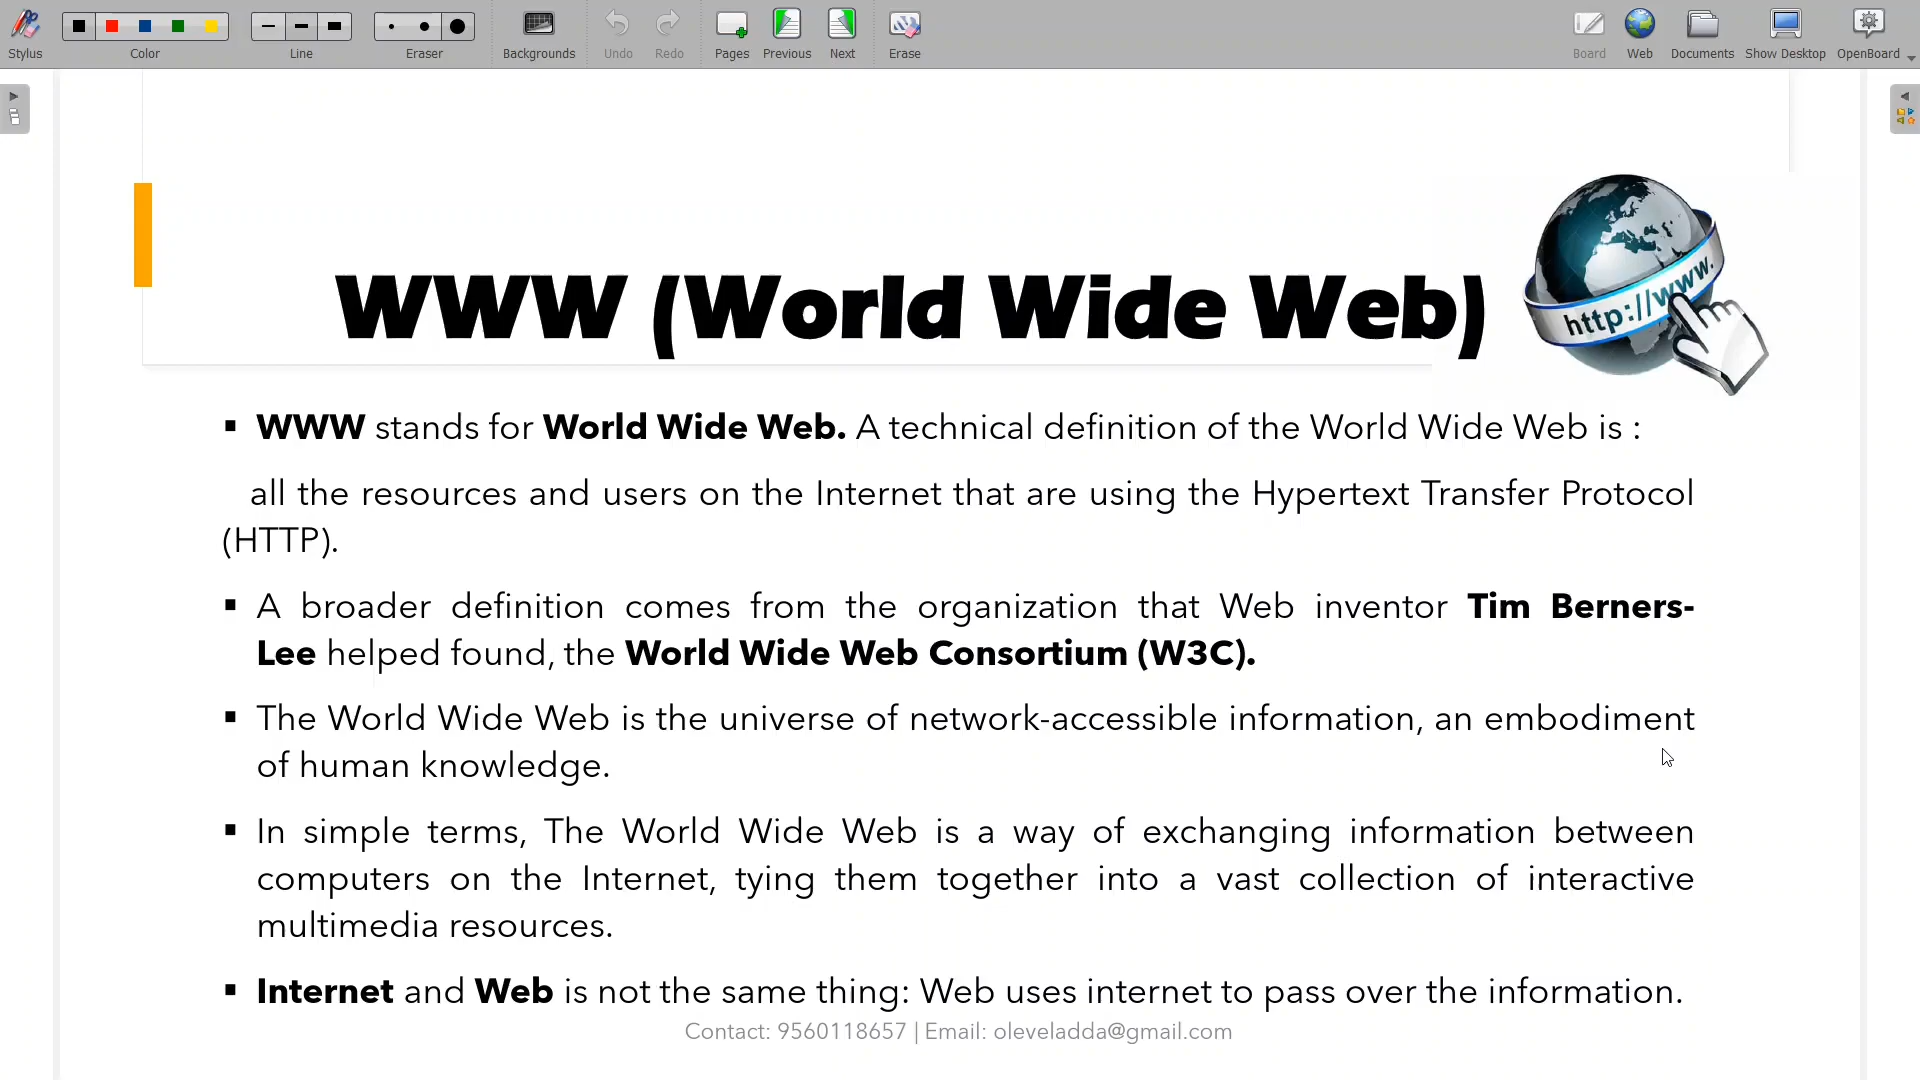 Stylus
Color
Line
Eraser
Backgrounds
Undo
Redo
Pages
Previous
Next
Erase
Board
Web
Documents
Show Desktop
OpenBoard
WWW (World Wide Web)
http://www.
▪ WWW stands for World Wide Web. A technical definition of the World Wide Web is :
all the resources and users on the Internet that are using the Hypertext Transfer Protocol
(HTTP).
▪ A broader definition comes from the organization that Web inventor Tim Berners-
Lee helped found, the World Wide Web Consortium (W3C).
▪ The World Wide Web is the universe of network-accessible information, an embodiment
of human knowledge.
▪ In simple terms, The World Wide Web is a way of exchanging information between
computers on the Internet, tying them together into a vast collection of interactive
multimedia resources.
▪ Internet and Web is not the same thing: Web uses internet to pass over the information.
Contact: 9560118657 | Email: oleveladda@gmail.com